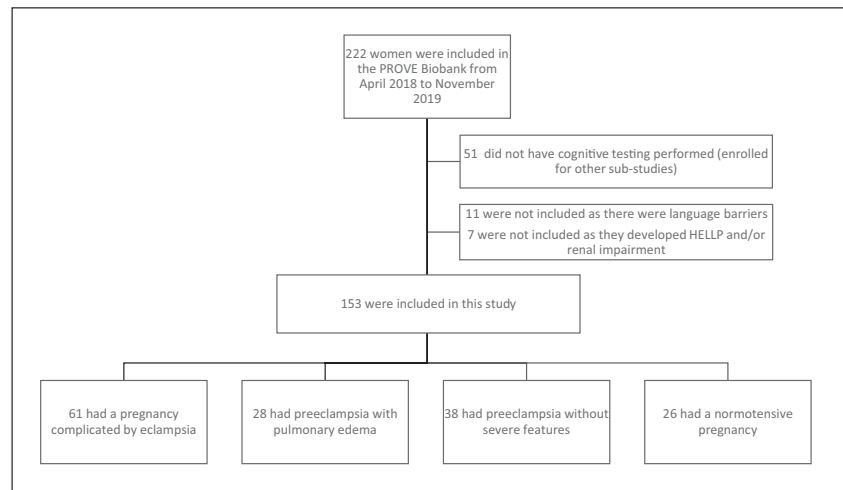 222 women were included in
the PROVE Biobank from
April 2018 to November
2019
51 did not have cognitive testing performed (enrolled
for other sub-studies)
11 were not included as there were language barriers
7 were not included as they developed HELLP and/or
renal impairment
153 were included in this study
61 had a pregnancy
complicated by eclampsia
28 had preeclampsia with
pulmonary edema
38 had preeclampsia without
severe features
26 had a normotensive
pregnancy